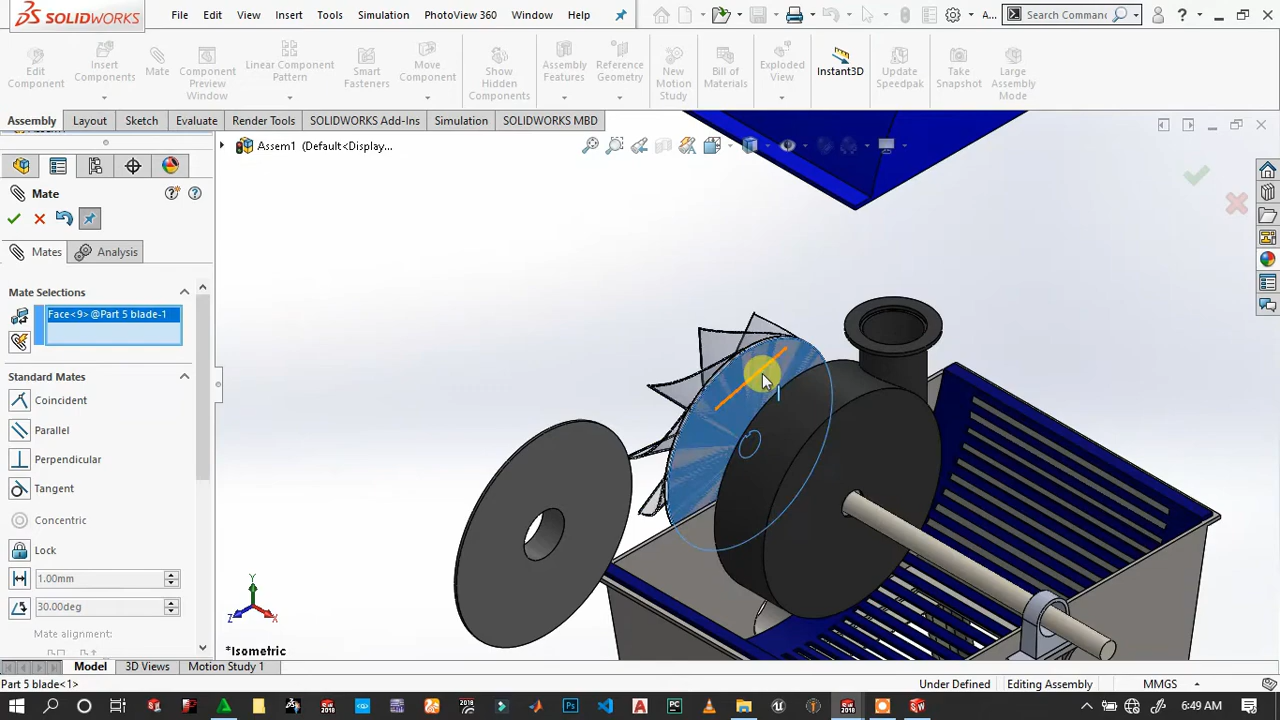 SOLIDWORKS File Edit View Insert Tools Simulation PhotoView 360 Window Help A... Search Comman
Edit Component Insert Components Mate Component Preview Window Linear Component Pattern Smart Fasteners Move Component Show Hidden Components Assembly Features Reference Geometry New Motion Study Bill of Materials Exploded View Instant3D Update Speedpak Take Snapshot Large Assembly Mode
Assembly Layout Sketch Evaluate Render Tools SOLIDWORKS Add-Ins Simulation SOLIDWORKS MBD
Assem1 (Default<Display...
Mate
Mates Analysis
Mate Selections
Face<9>@Part 5 blade-1
Standard Mates
Coincident
Parallel
Perpendicular
Tangent
Concentric
Lock
1.00mm
30.00deg
Mate alignment:
Y
Z X
*Isometric
Model 3D Views Motion Study 1
Part 5 blade<1> Under Defined Editing Assembly MMGS
6:49 AM